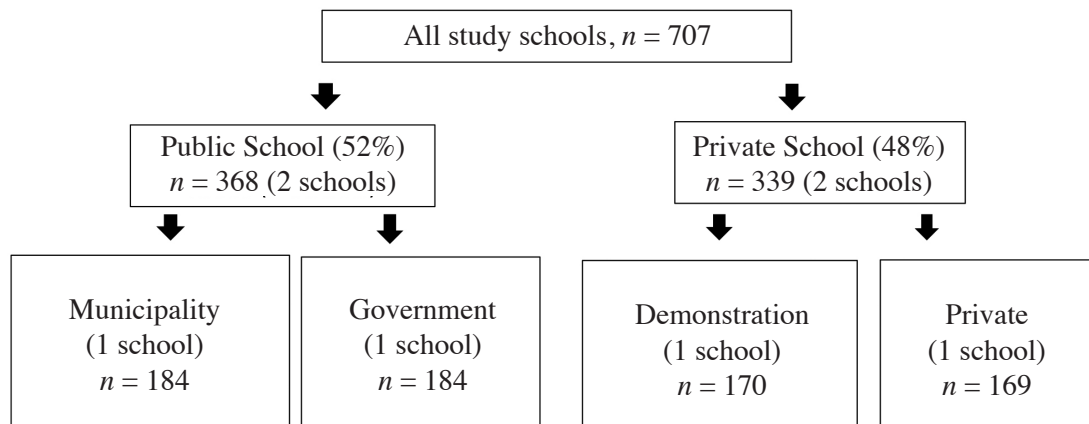 All study schools, n = 707
Public School (52%)
n = 368 (2 schools)
Private School (48%)
n = 339 (2 schools)
Municipality
(1 school)
n = 184
Government
(1 school)
n = 184
Demonstration
(1 school)
n = 170
Private
(1 school)
n = 169